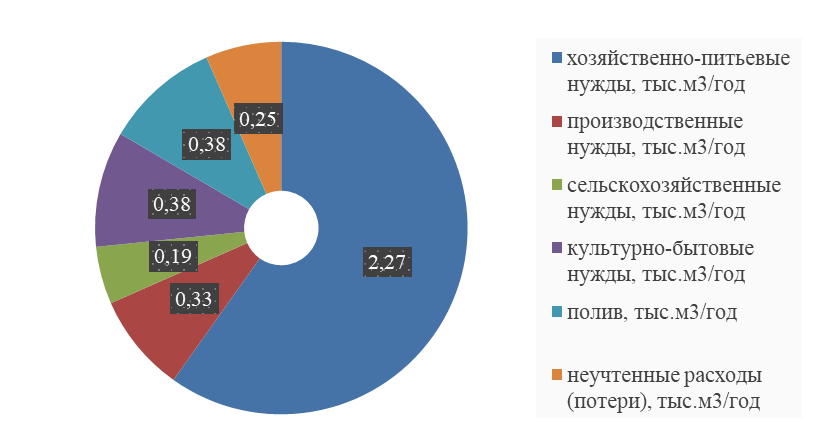 0,25
0,38
0,38
0,19
0,33
2,27
хозяйственно-питьевые
нужды, тыс.м3/год
производственные
нужды, тыс.м3/год
сельскохозяйственные
нужды, тыс.м3/год
культурно-бытовые
нужды, тыс.м3/год
полив, тыс.м3/год
неучтенные расходы
(потери), тыс.м3/год